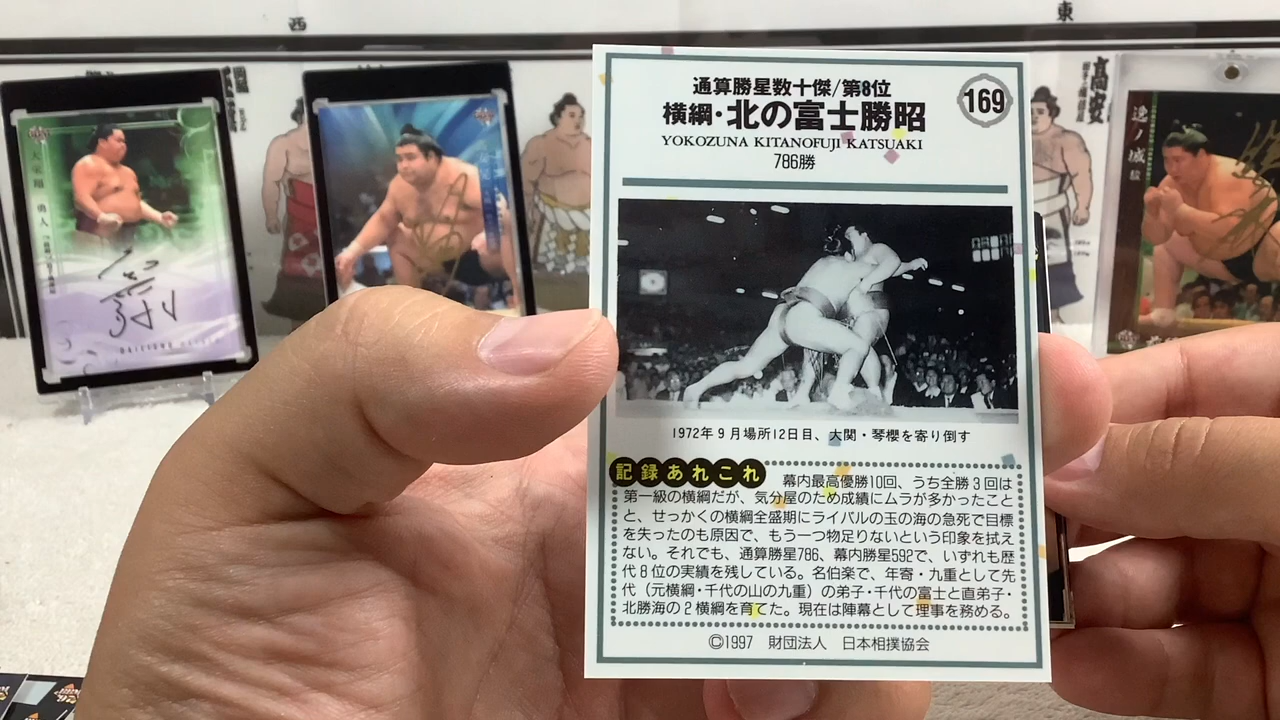 西
東
通算勝星数十傑/第8位
169
横綱・北の富士勝昭
YOKOZUNA KITANOFUJI KATSUAKI
786勝
1972年9月場所12日目、大関・琴櫻を寄り倒す
記録あれこれ
幕内最高優勝10回、うち全勝3回は
第一級の横綱だが、気分屋のため成績にムラが多かったこと
と、せっかくの横綱全盛期にライバルの玉の海の急死で目標
を失ったのも原因で、もう一つ物足りないという印象を拭え
ない。それでも、通算勝星786、幕内勝星592で、いずれも歴
代8位の実績を残している。名伯楽で、年寄・九重として先
代（元横綱・千代の山の九重）の弟子・千代の富士と直弟子・
北勝海の2横綱を育てた。現在は陣幕として理事を務める。
©1997 財団法人 日本相撲協会
大栄翔 勇人
高安
逸ノ城 駿